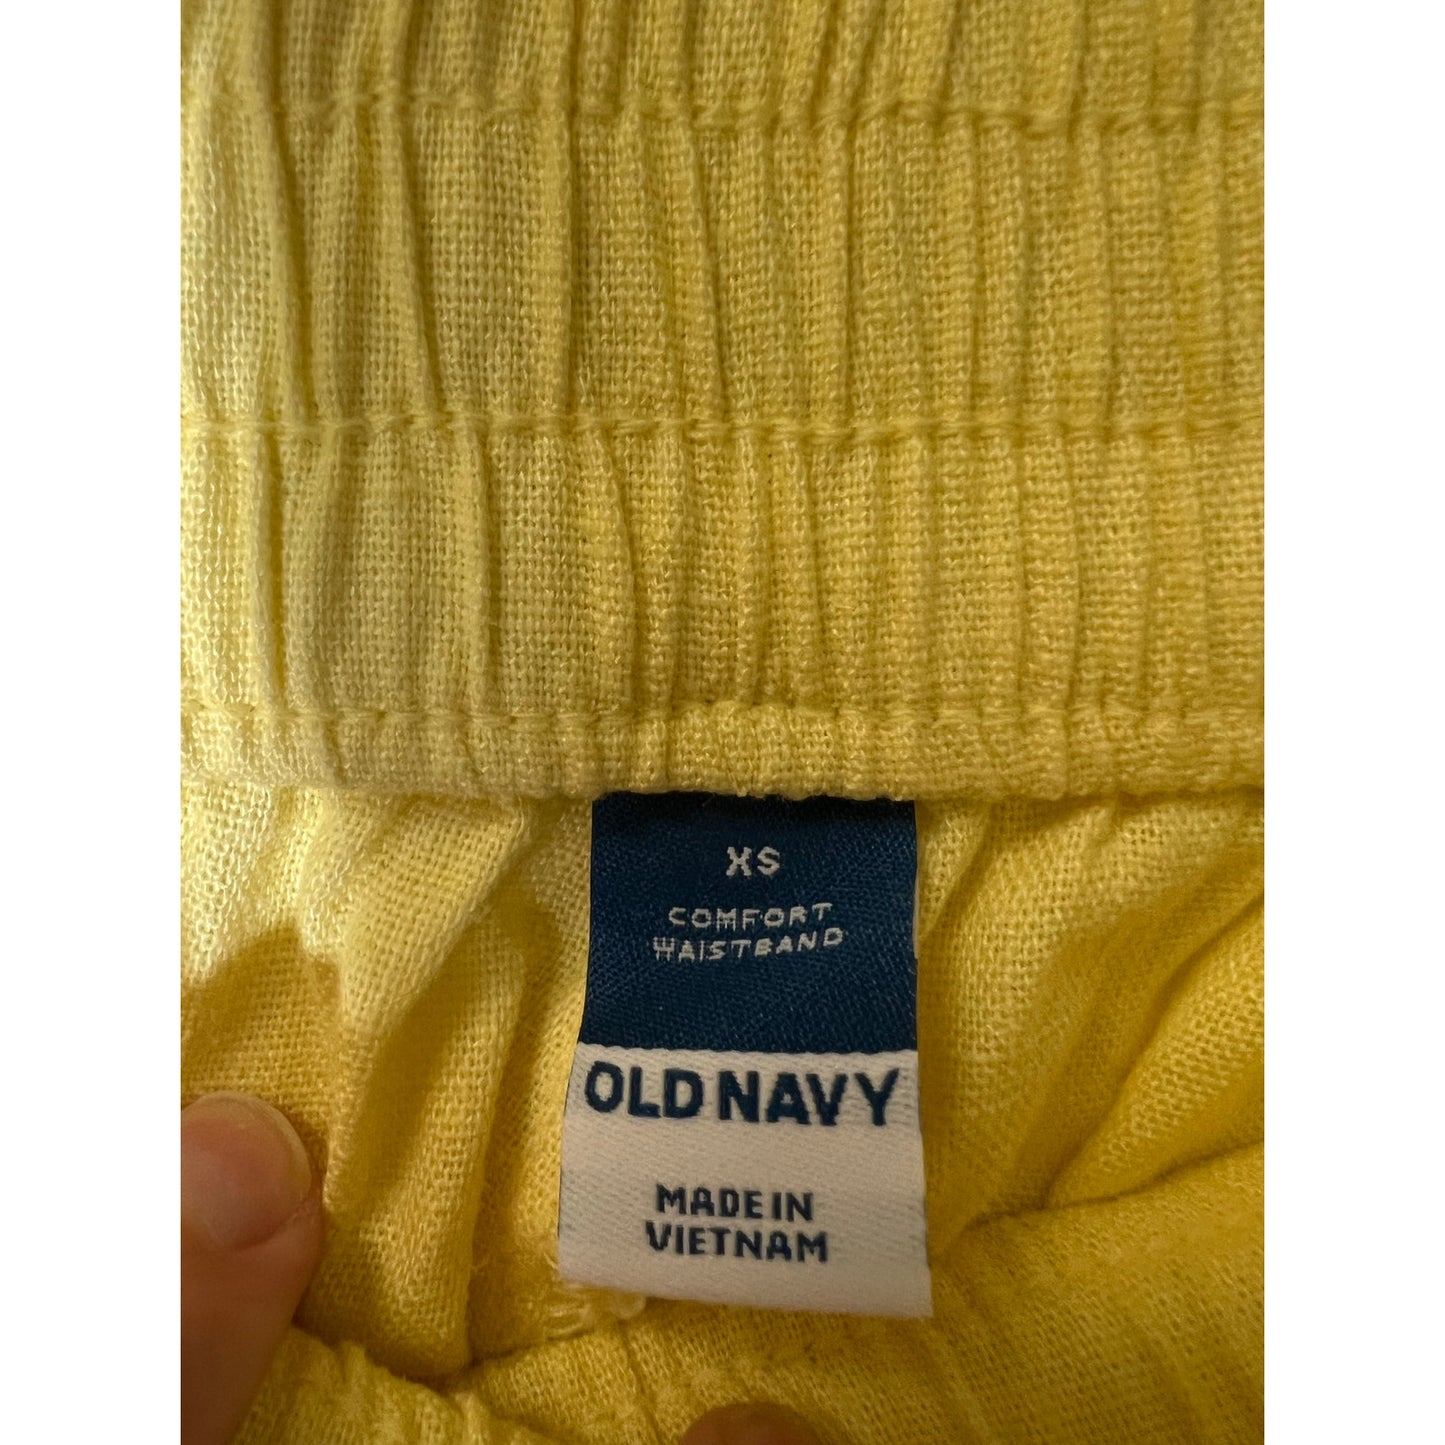 XS
COMFORT
WAISTBAND
OLD NAVY
MADE IN
VIETNAM